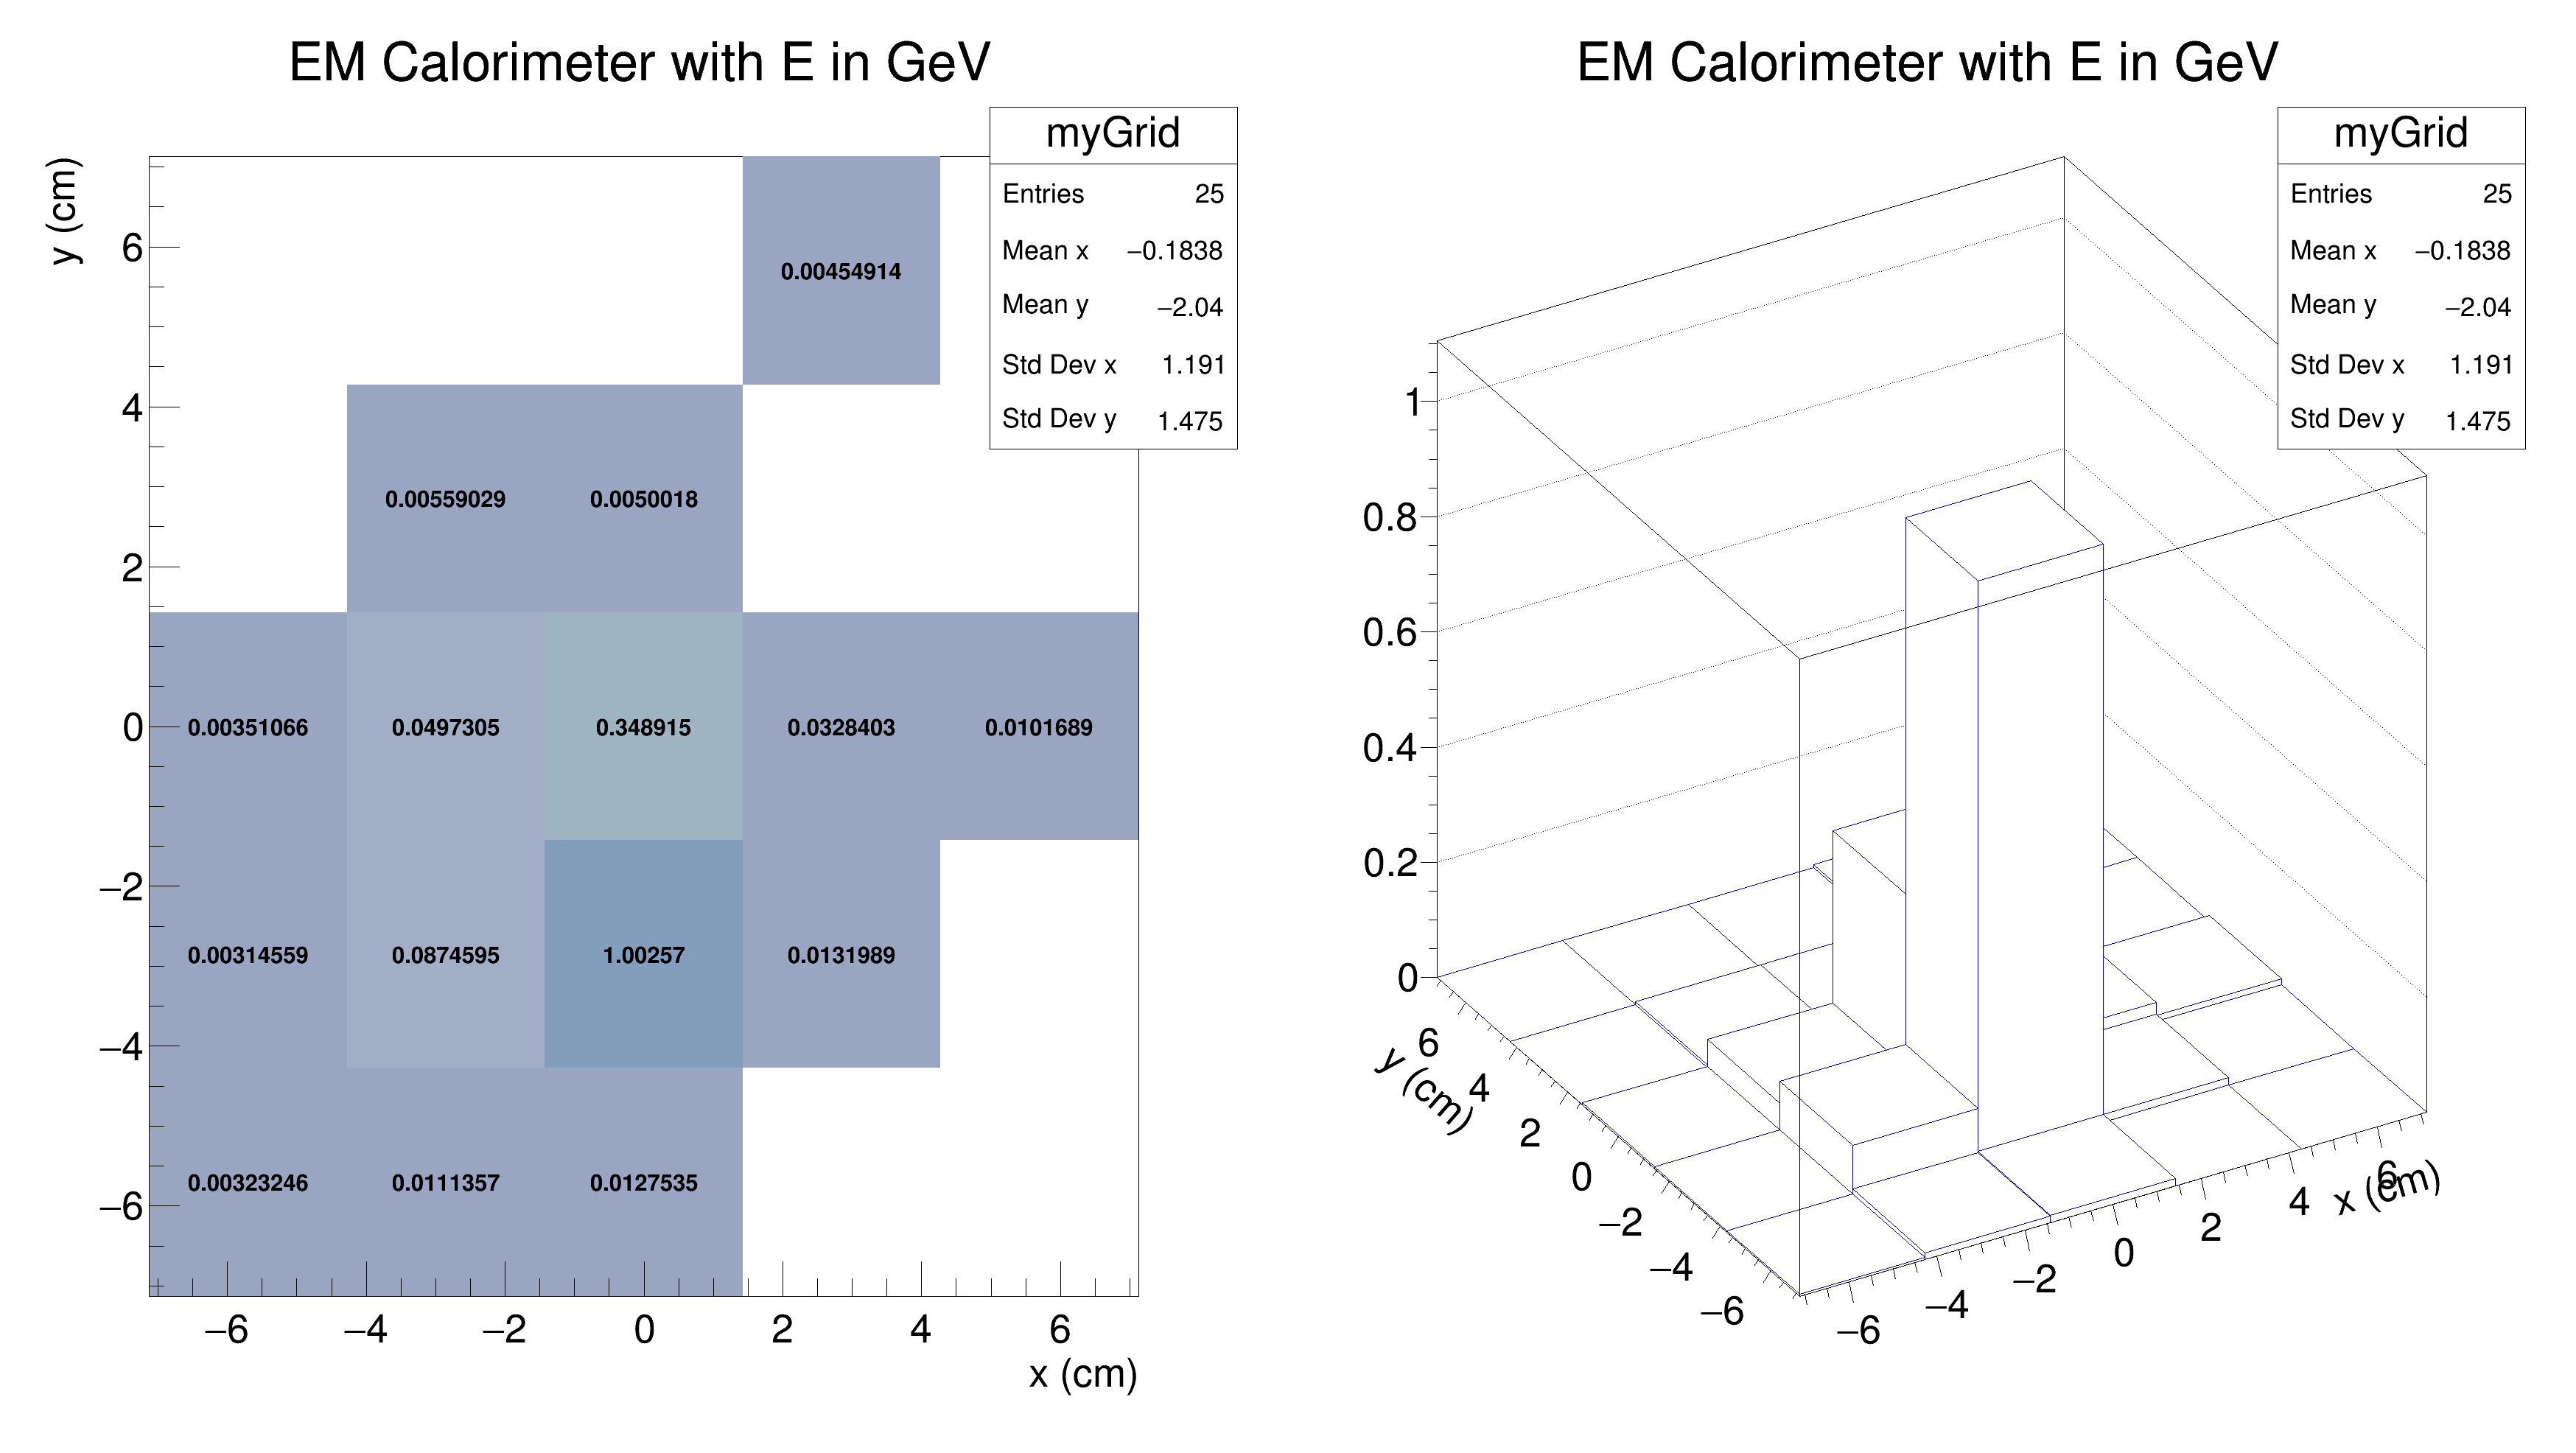 EM Calorimeter with E in GeV
myGrid
Entries 25
Mean x −0.1838
Mean y −2.04
Std Dev x 1.191
Std Dev y 1.475
y (cm)
6
4
2
0
−2
−4
−6
0.00454914
0.00559029 0.0050018
0.00351066 0.0497305 0.348915 0.0328403 0.0101689
0.00314559 0.0874595 1.00257 0.0131989
0.00323246 0.0111357 0.0127535
−6 −4 −2 0 2 4 6
x (cm)
EM Calorimeter with E in GeV
myGrid
Entries 25
Mean x −0.1838
Mean y −2.04
Std Dev x 1.191
Std Dev y 1.475
1
0.8
0.6
0.4
0.2
0
y (cm)
6
4
2
0
−2
−4
−6
−6
−4
−2
0
2
4
6
x (cm)